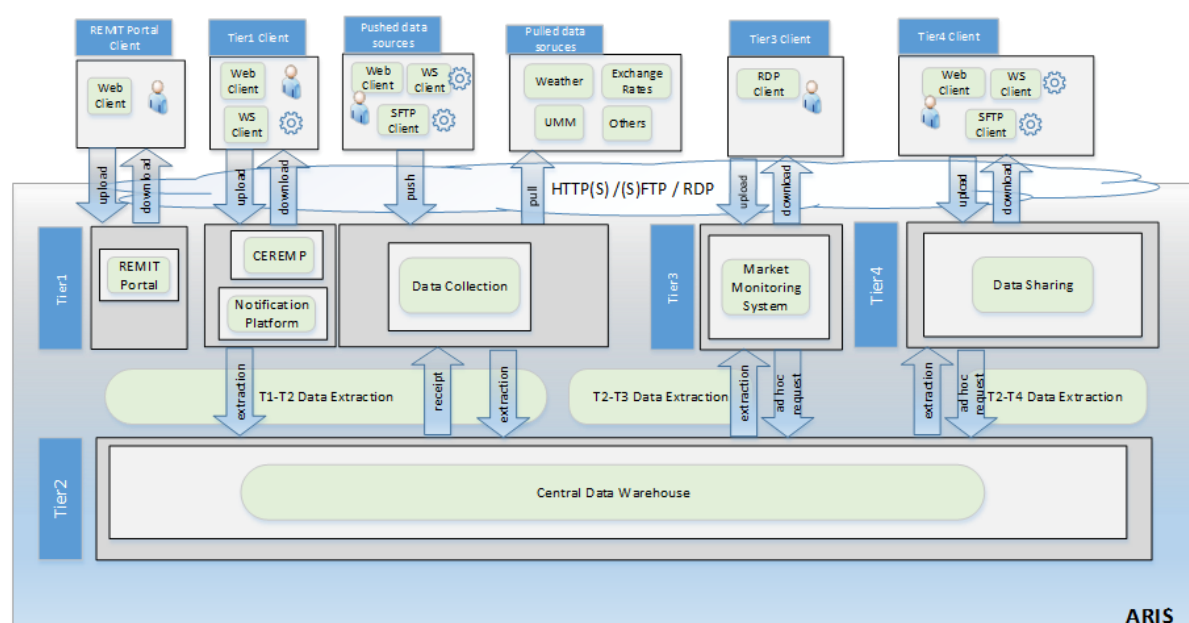 REMIT Portal
Client
Tier1 Client
Pushed data
sources
Pulled data
soruces
Tier3 Client
Tier4 Client
Web
Client
Web
Client
WS
Client
Web
Client
WS
Client
SFTP
Client
Weather
Exchange
Rates
UMM
Others
RDP
Client
Web
Client
WS
Client
SFTP
Client
upload
download
upload
download
push
pull
HTTP(S) /(S)FTP / RDP
upload
download
upload
download
Tier1
REMIT
Portal
CEREMP
Notification
Platform
Data Collection
Tier3
Market
Monitoring
System
Tier4
Data Sharing
T1-T2 Data Extraction
extraction
receipt
extraction
T2-T3 Data Extraction
extraction
ad hoc
request
extraction
ad hoc
request
T2-T4 Data Extraction
Tier2
Central Data Warehouse
ARIS